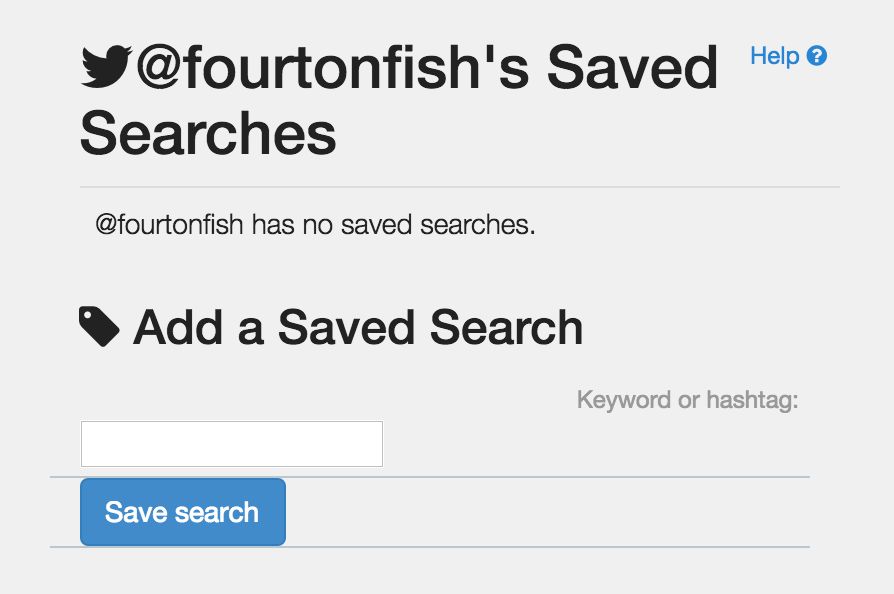 @fourtonfish's Saved
Searches
Help
@fourtonfish has no saved searches.
Add a Saved Search
Keyword or hashtag:
Save search